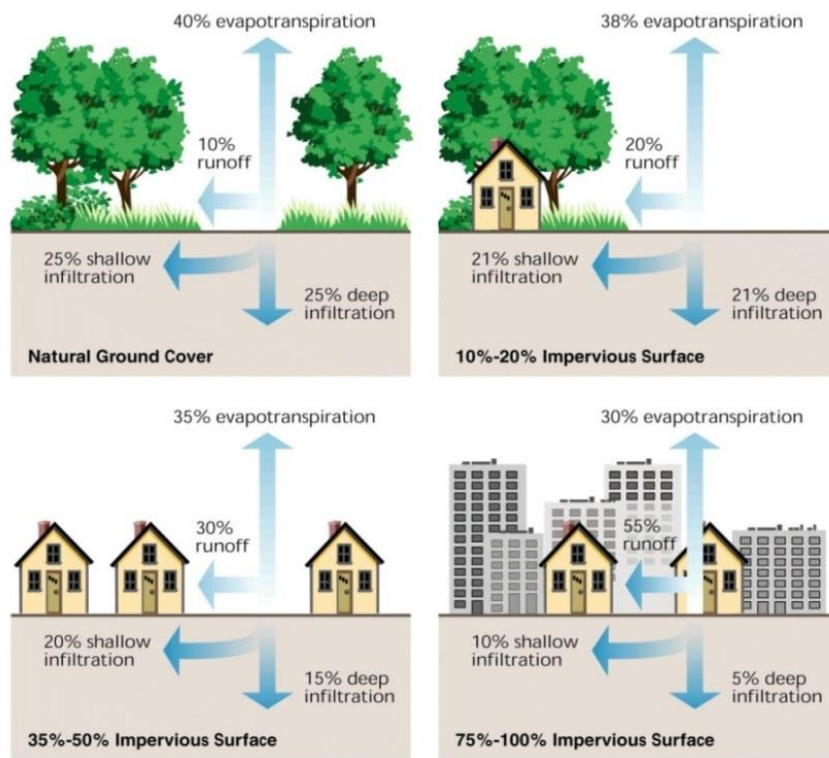 40% evapotranspiration
10%
runoff
25% shallow
infiltration
25% deep
infiltration
Natural Ground Cover
38% evapotranspiration
20%
runoff
21% shallow
infiltration
21% deep
infiltration
10%-20% Impervious Surface
35% evapotranspiration
30%
runoff
20% shallow
infiltration
15% deep
infiltration
35%-50% Impervious Surface
30% evapotranspiration
55%
runoff
10% shallow
infiltration
5% deep
infiltration
75%-100% Impervious Surface